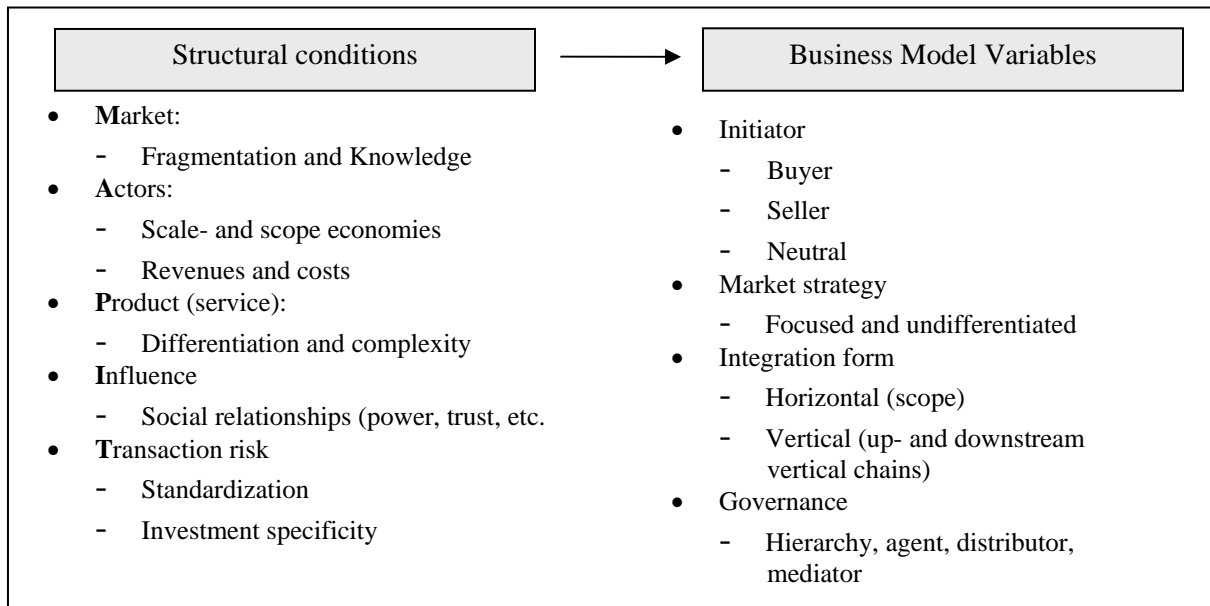 Structural conditions
• Market:
- Fragmentation and Knowledge
• Actors:
- Scale- and scope economies
- Revenues and costs
• Product (service):
- Differentiation and complexity
• Influence
- Social relationships (power, trust, etc.
• Transaction risk
- Standardization
- Investment specificity
Business Model Variables
• Initiator
- Buyer
- Seller
- Neutral
• Market strategy
- Focused and undifferentiated
• Integration form
- Horizontal (scope)
- Vertical (up- and downstream
vertical chains)
• Governance
- Hierarchy, agent, distributor,
mediator